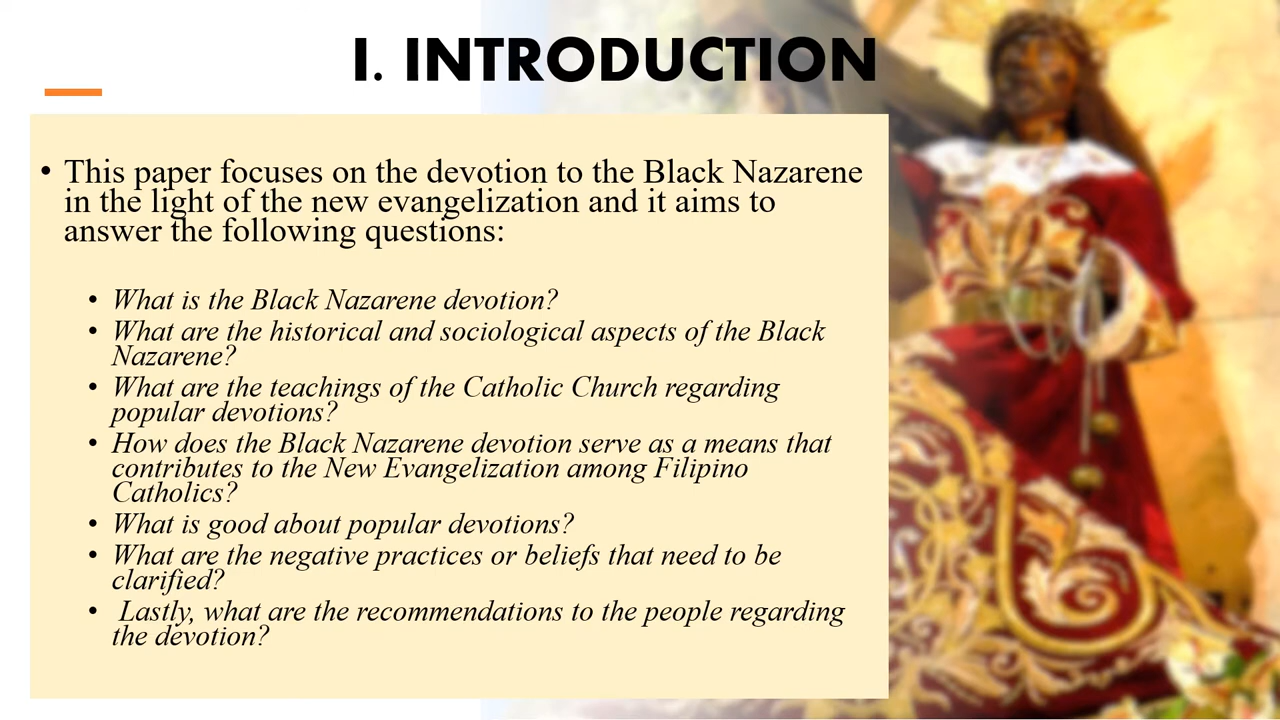 I. INTRODUCTION
• This paper focuses on the devotion to the Black Nazarene
in the light of the new evangelization and it aims to
answer the following questions:
• What is the Black Nazarene devotion?
• What are the historical and sociological aspects of the Black
Nazarene?
• What are the teachings of the Catholic Church regarding
popular devotions?
• How does the Black Nazarene devotion serve as a means that
contributes to the New Evangelization among Filipino
Catholics?
• What is good about popular devotions?
• What are the negative practices or beliefs that need to be
clarified?
• Lastly, what are the recommendations to the people regarding
the devotion?